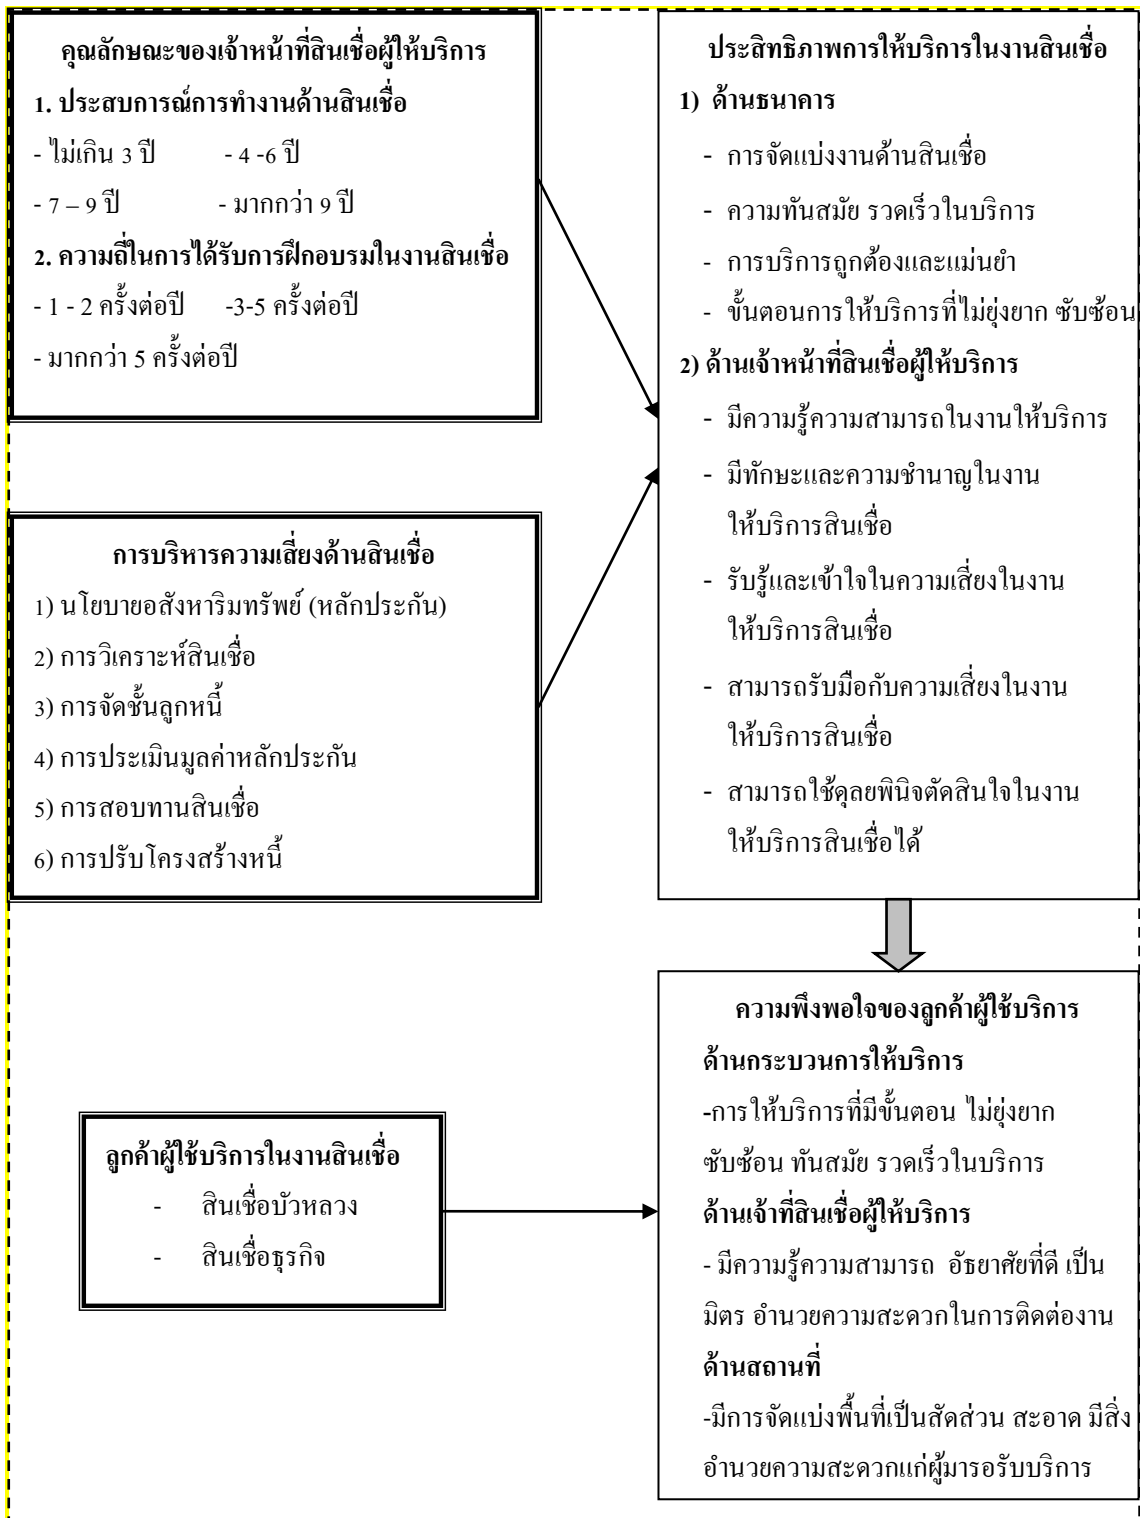 คุณลักษณะของเจ้าหน้าที่สินเชื่อผู้ให้บริการ
1. ประสบการณ์การทำงานด้านสินเชื่อ
- ไม่เกิน 3 ปี - 4 -6 ปี
- 7 – 9 ปี - มากกว่า 9 ปี
2. ความถี่ในการได้รับการฝึกอบรมในงานสินเชื่อ
- 1 - 2 ครั้งต่อปี -3-5 ครั้งต่อปี
- มากกว่า 5 ครั้งต่อปี
การบริหารความเสี่ยงด้านสินเชื่อ
1) นโยบายอสังหาริมทรัพย์ (หลักประกัน)
2) การวิเคราะห์สินเชื่อ
3) การจัดชั้นลูกหนี้
4) การประเมินมูลค่าหลักประกัน
5) การสอบทานสินเชื่อ
6) การปรับโครงสร้างหนี้
ประสิทธิภาพการให้บริการในงานสินเชื่อ
1) ด้านธนาคาร
- การจัดแบ่งงานด้านสินเชื่อ
- ความทันสมัย รวดเร็วในบริการ
- การบริการถูกต้องและแม่นยำ
- ขั้นตอนการให้บริการที่ไม่ยุ่งยาก ซับซ้อน
2) ด้านเจ้าหน้าที่สินเชื่อผู้ให้บริการ
- มีความรู้ความสามารถในงานให้บริการ
- มีทักษะและความชำนาญในงาน
ให้บริการสินเชื่อ
- รับรู้และเข้าใจในความเสี่ยงในงาน
ให้บริการสินเชื่อ
- สามารถรับมือกับความเสี่ยงในงาน
ให้บริการสินเชื่อ
- สามารถใช้ดุลยพินิจตัดสินใจในงาน
ให้บริการสินเชื่อได้
ลูกค้าผู้ใช้บริการในงานสินเชื่อ
- สินเชื่อบัวหลวง
- สินเชื่อธุรกิจ
ความพึงพอใจของลูกค้าผู้ใช้บริการ
ด้านกระบวนการให้บริการ
-การให้บริการที่มีขั้นตอน ไม่ยุ่งยาก
ซับซ้อน ทันสมัย รวดเร็วในบริการ
ด้านเจ้าที่สินเชื่อผู้ให้บริการ
- มีความรู้ความสามารถ อัธยาศัยที่ดี เป็น
มิตร อำนวยความสะดวกในการติดต่องาน
ด้านสถานที่
-มีการจัดแบ่งพื้นที่เป็นสัดส่วน สะอาด มีสิ่ง
อำนวยความสะดวกแก่ผู้มารอรับบริการ